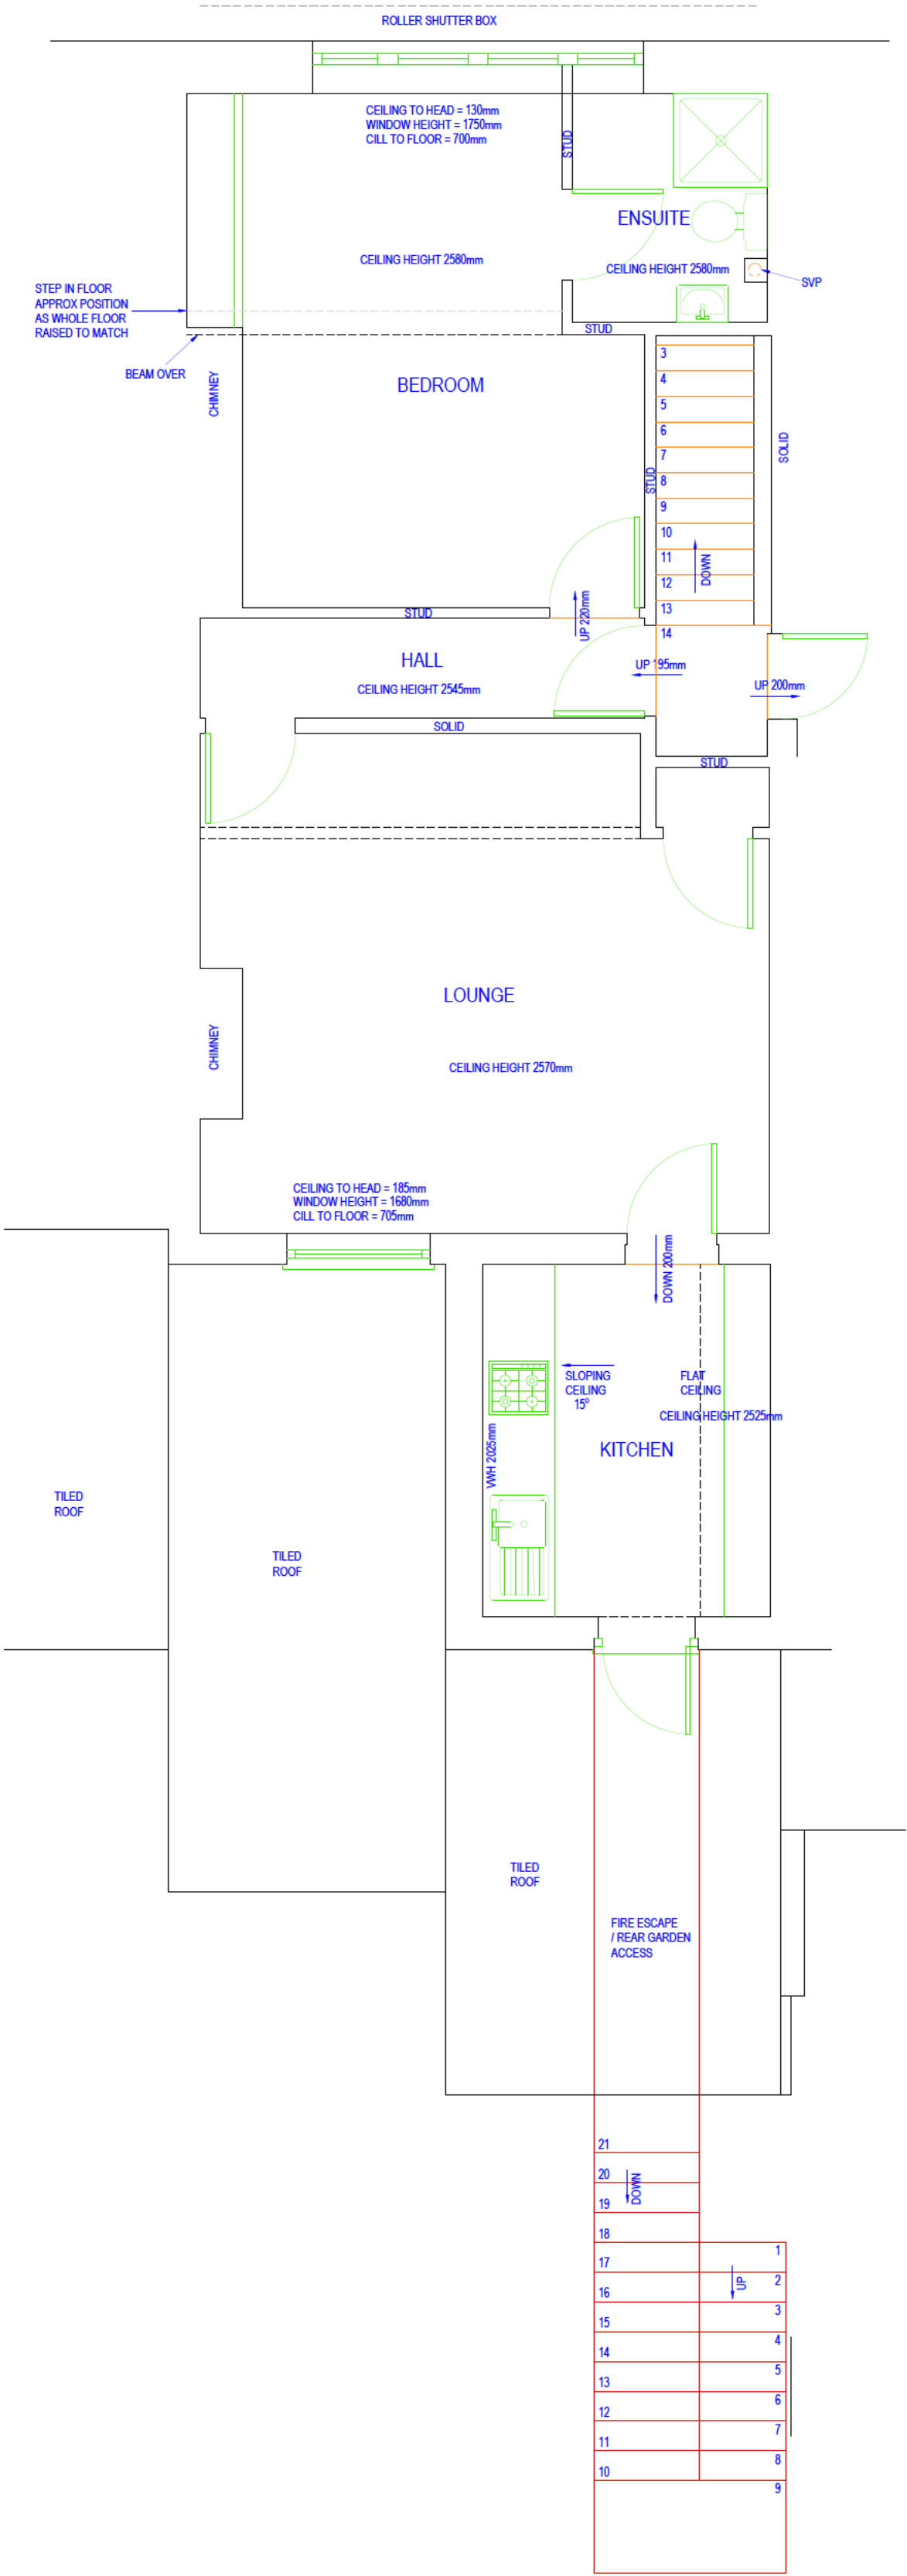 ROLLER SHUTTER BOX
CEILING TO HEAD = 130mm
WINDOW HEIGHT = 1750mm
CILL TO FLOOR = 700mm
STUD
ENSUITE
CEILING HEIGHT 2580mm
CEILING HEIGHT 2580mm
SVP
STEP IN FLOOR
APPROX POSITION
AS WHOLE FLOOR
RAISED TO MATCH
STUD
BEAM OVER
CHIMNEY
BEDROOM
3
4
5
6
7
8
9
10
11
12
13
14
STUD
SOLID
DOWN
STUD
UP 220mm
HALL
CEILING HEIGHT 2545mm
UP 195mm
UP 200mm
SOLID
STUD
LOUNGE
CHIMNEY
CEILING HEIGHT 2570mm
CEILING TO HEAD = 185mm
WINDOW HEIGHT = 1680mm
CILL TO FLOOR = 705mm
DOWN 200mm
SLOPING
CEILING
15°
FLAT
CEILING
CEILING HEIGHT 2525mm
KITCHEN
VWH 2025mm
TILED
ROOF
TILED
ROOF
TILED
ROOF
FIRE ESCAPE
/ REAR GARDEN
ACCESS
21
20
19
18
17
16
15
14
13
12
11
10
DOWN
UP
1
2
3
4
5
6
7
8
9